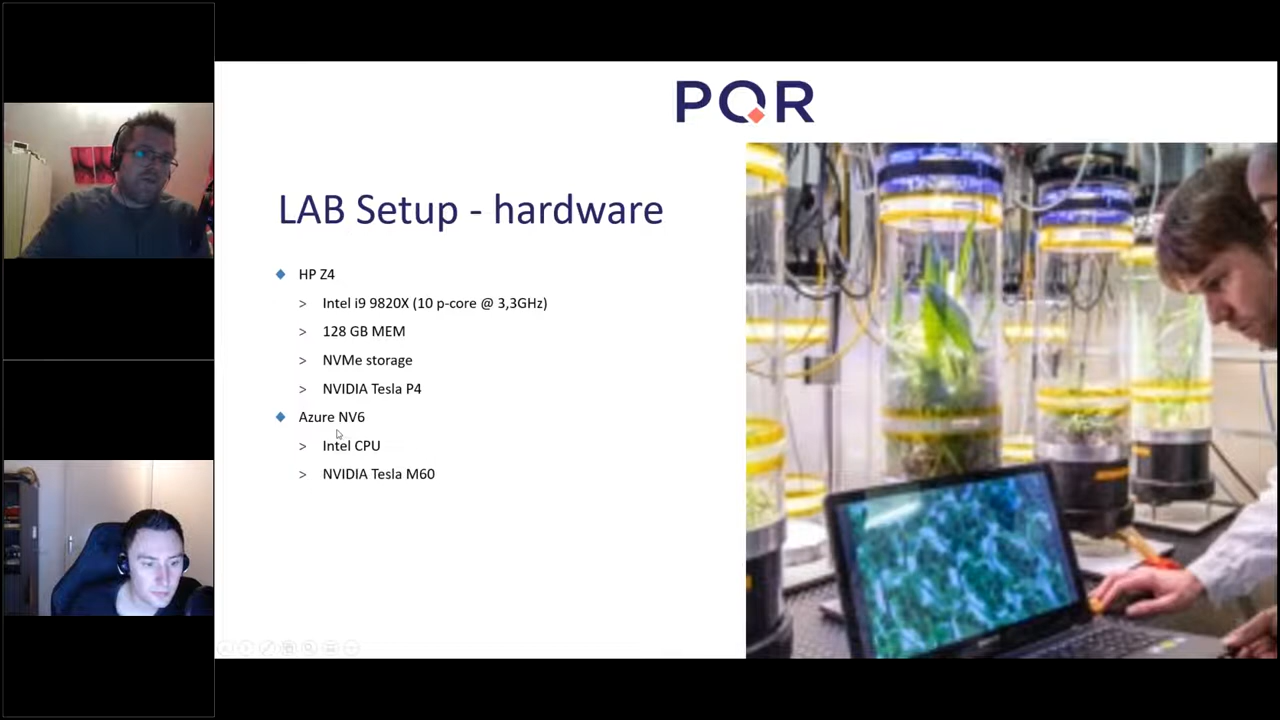 PQR
LAB Setup - hardware
HP Z4
> Intel i9 9820X (10 p-core @ 3,3GHz)
> 128 GB MEM
> NVMe storage
> NVIDIA Tesla P4
Azure NV6
> Intel CPU
> NVIDIA Tesla M60